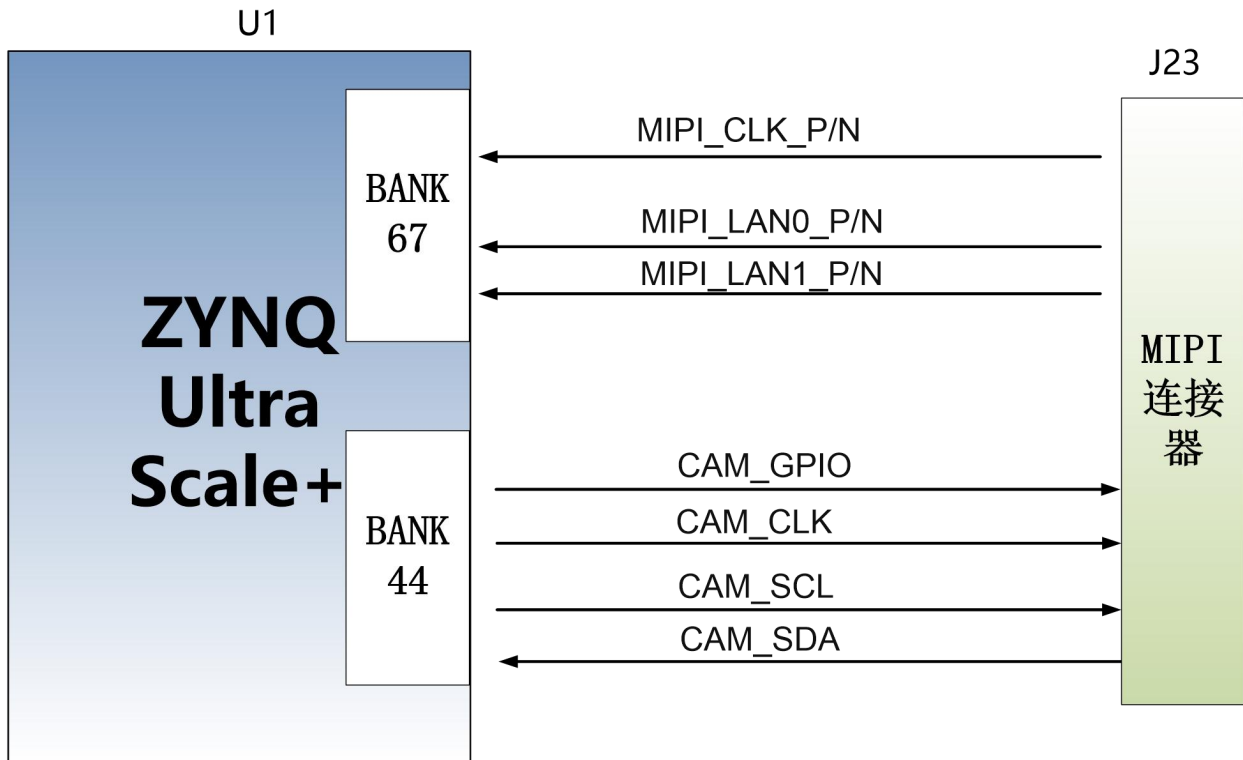 U1
J23
ZYNQ
Ultra
Scale+
BANK
67
MIPI_CLK_P/N
MIPI_LAN0_P/N
MIPI_LAN1_P/N
BANK
44
CAM_GPIO
CAM_CLK
CAM_SCL
CAM_SDA
MIPI
连接
器